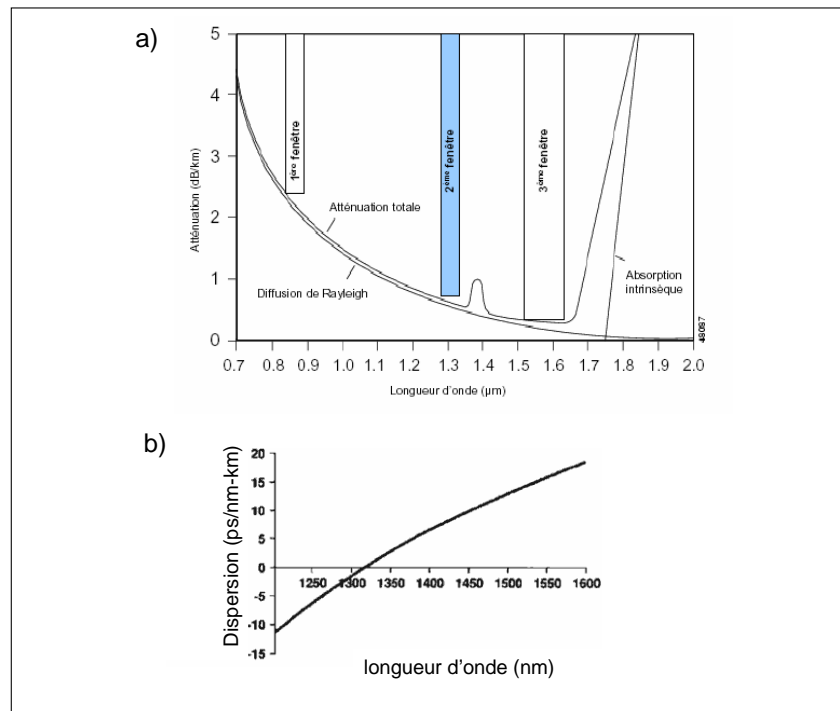 a)
5
4
3
2
1
0
Atténuation (dB/km)
1ère fenêtre
2ème fenêtre
3ème fenêtre
Atténuation totale
Diffusion de Rayleigh
Absorption
intrinsèque
48097
0.7 0.8 0.9 1.0 1.1 1.2 1.3 1.4 1.5 1.6 1.7 1.8 1.9 2.0
Longueur d'onde (µm)
b)
Dispersion (ps/nm-km)
20
15
10
5
0
-5
-10
-15
1250 1300 1350 1400 1450 1500 1550 1600
longueur d'onde (nm)